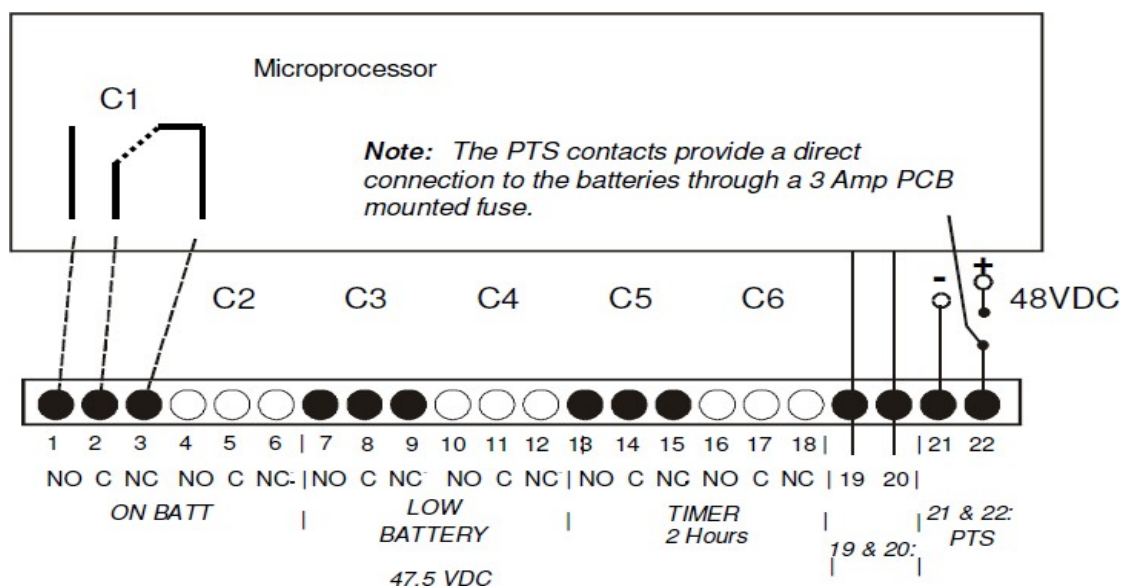 Microprocessor
C1
Note: The PTS contacts provide a direct
connection to the batteries through a 3 Amp PCB
mounted fuse.
C2 C3 C4 C5 C6 - + 48VDC
1 2 3 4 5 6 | 7 8 9 10 11 12 13 14 15 16 17 18 | | 21 22
NO C NC NO C NC | NO C NC NO C NC | NO C NC NO C NC | 19 20 |
ON BATT | LOW BATTERY | TIMER 2 Hours | 19 & 20: | 21 & 22: PTS
47.5 VDC